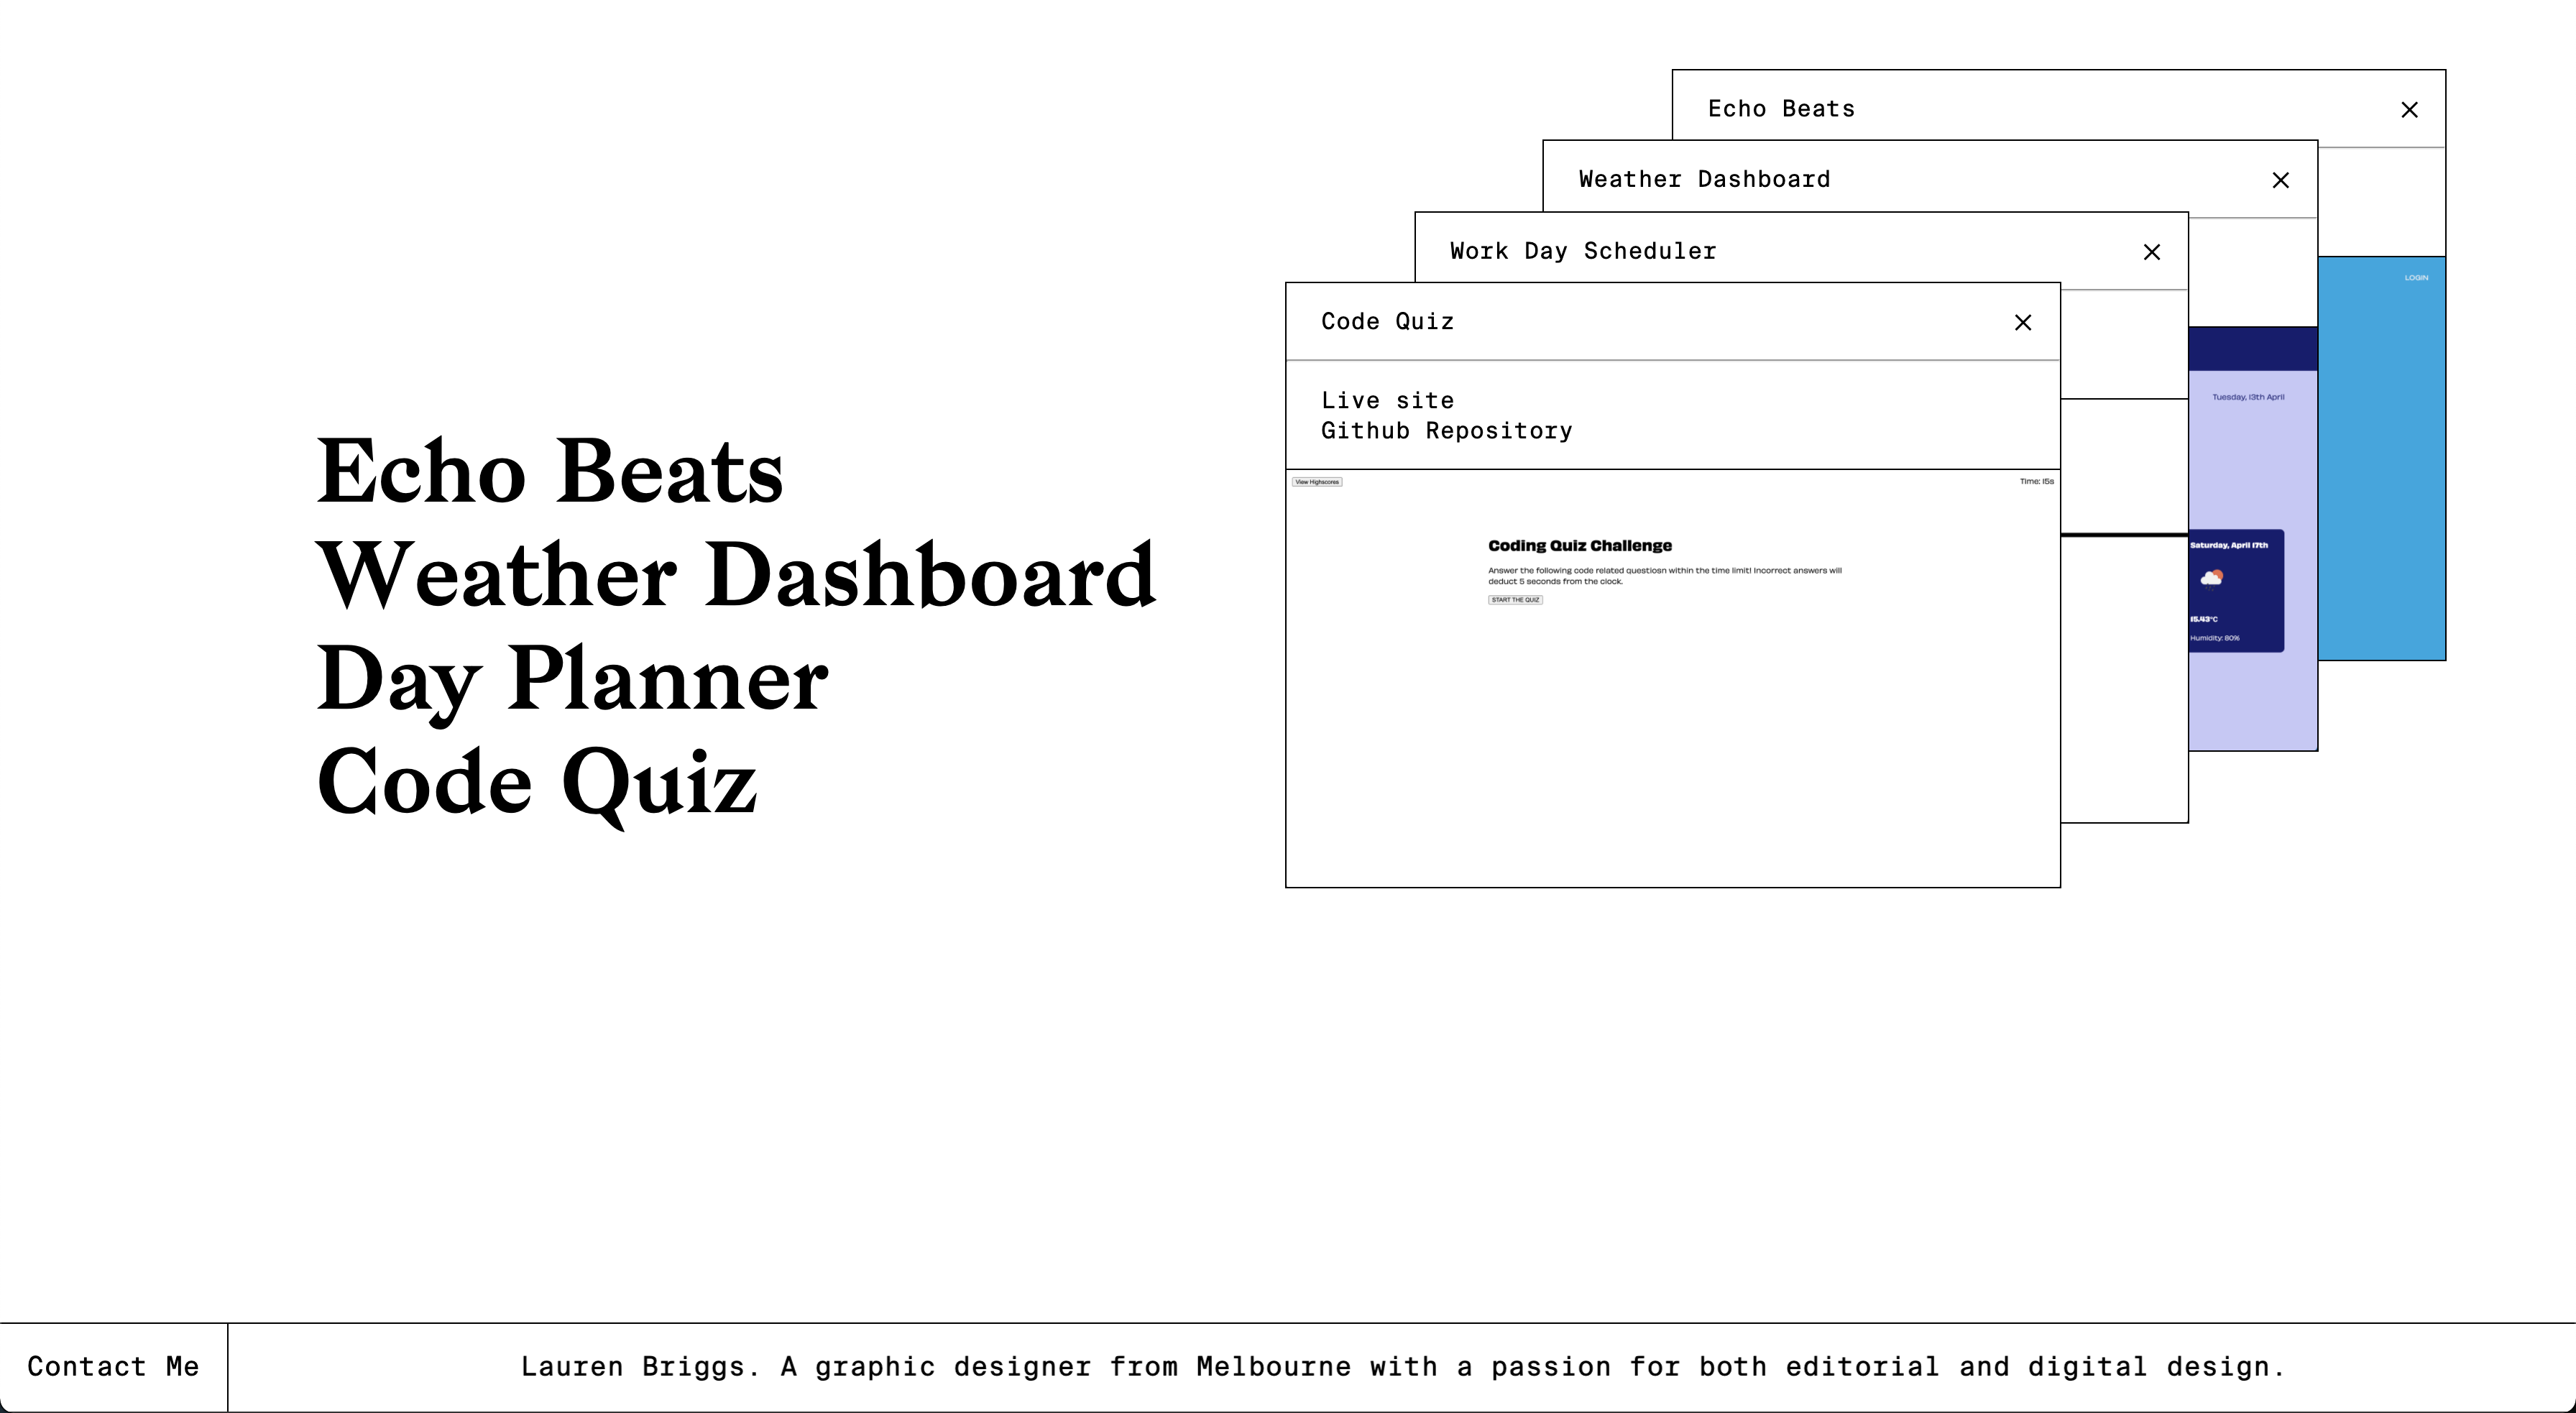 Echo Beats
Weather Dashboard
Day Planner
Code Quiz
Echo Beats
LOGIN
Weather Dashboard
Tuesday, 13th April
Saturday, April 17th
15.43°C
Humidity: 80%
Work Day Scheduler
Code Quiz
Live site
Github Repository
View Highscores
Time: 15s
Coding Quiz Challenge
Answer the following code related questiosn within the time limit! Incorrect answers will
deduct 5 seconds from the clock.
START THE QUIZ
Contact Me
Lauren Briggs. A graphic designer from Melbourne with a passion for both editorial and digital design.